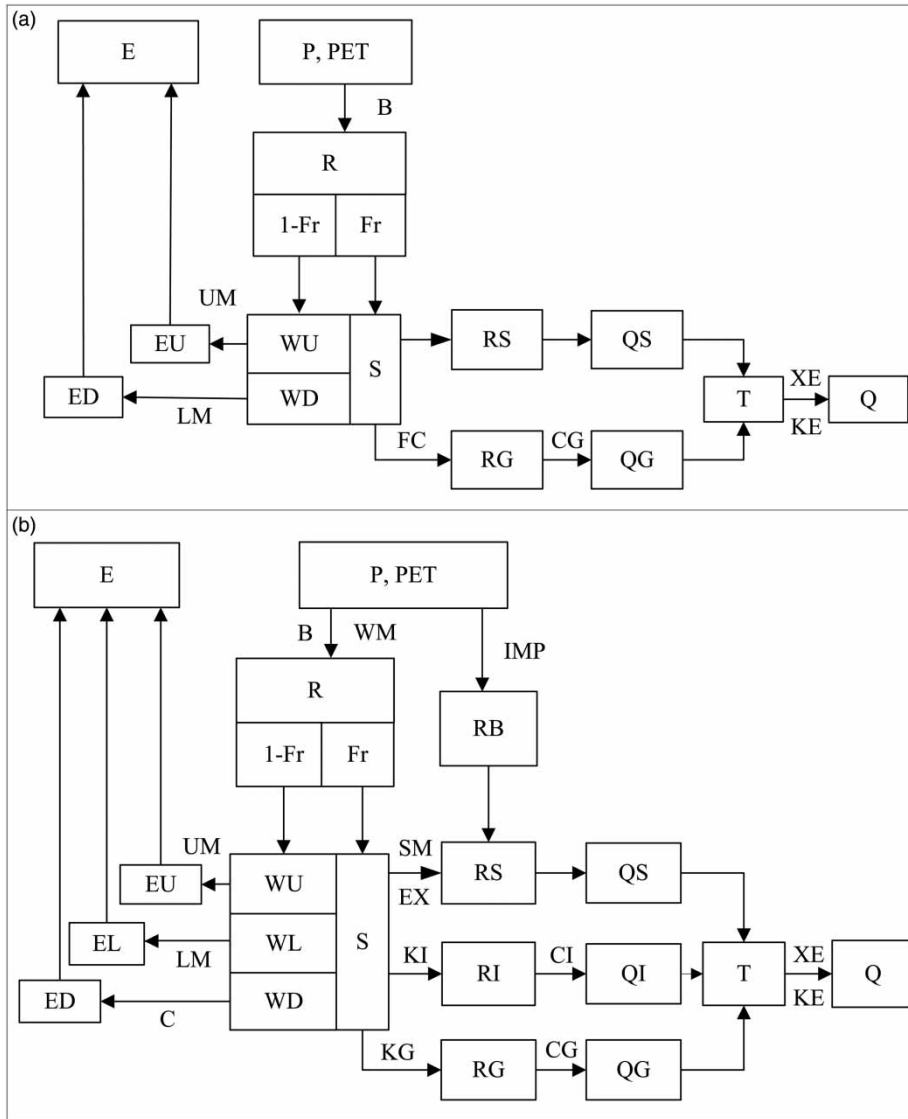 (a)
E
P, PET
B
R
1-Fr
Fr
UM
EU
WU
S
RS
QS
ED
LM
WD
T
XE
KE
Q
FC
RG
CG
QG
(b)
E
P, PET
B
WM
IMP
R
RB
1-Fr
Fr
UM
EU
WU
S
SM
EX
RS
QS
EL
LM
WL
KI
RI
CI
QI
T
XE
KE
Q
ED
C
WD
KG
RG
CG
QG